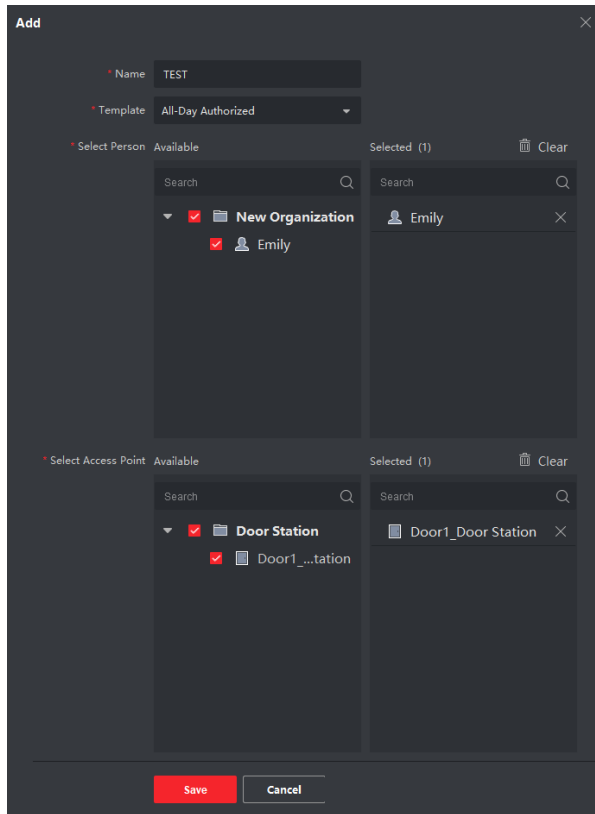 Add
* Name TEST
* Template All-Day Authorized
* Select Person Available Selected (1) Clear
Search Search
New Organization Emily
Emily
* Select Access Point Available Selected (1) Clear
Search Search
Door Station Door1_Door Station
Door1_...tation
Save Cancel